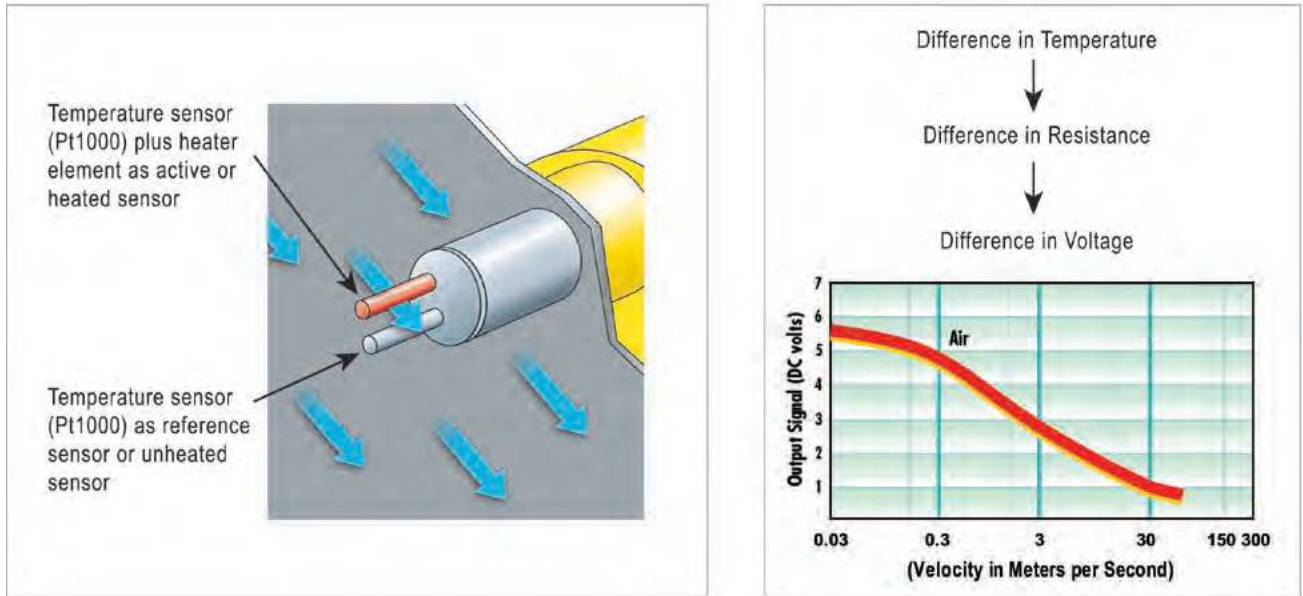 Temperature sensor
(Pt1000) plus heater
element as active or
heated sensor
Temperature sensor
(Pt1000) as reference
sensor or unheated
sensor
Difference in Temperature
Difference in Resistance
Difference in Voltage
7
6
5
4
3
2
1
Output Signal (DC volts)
Air
0.03 0.3 3 30 150 300
(Velocity in Meters per Second)